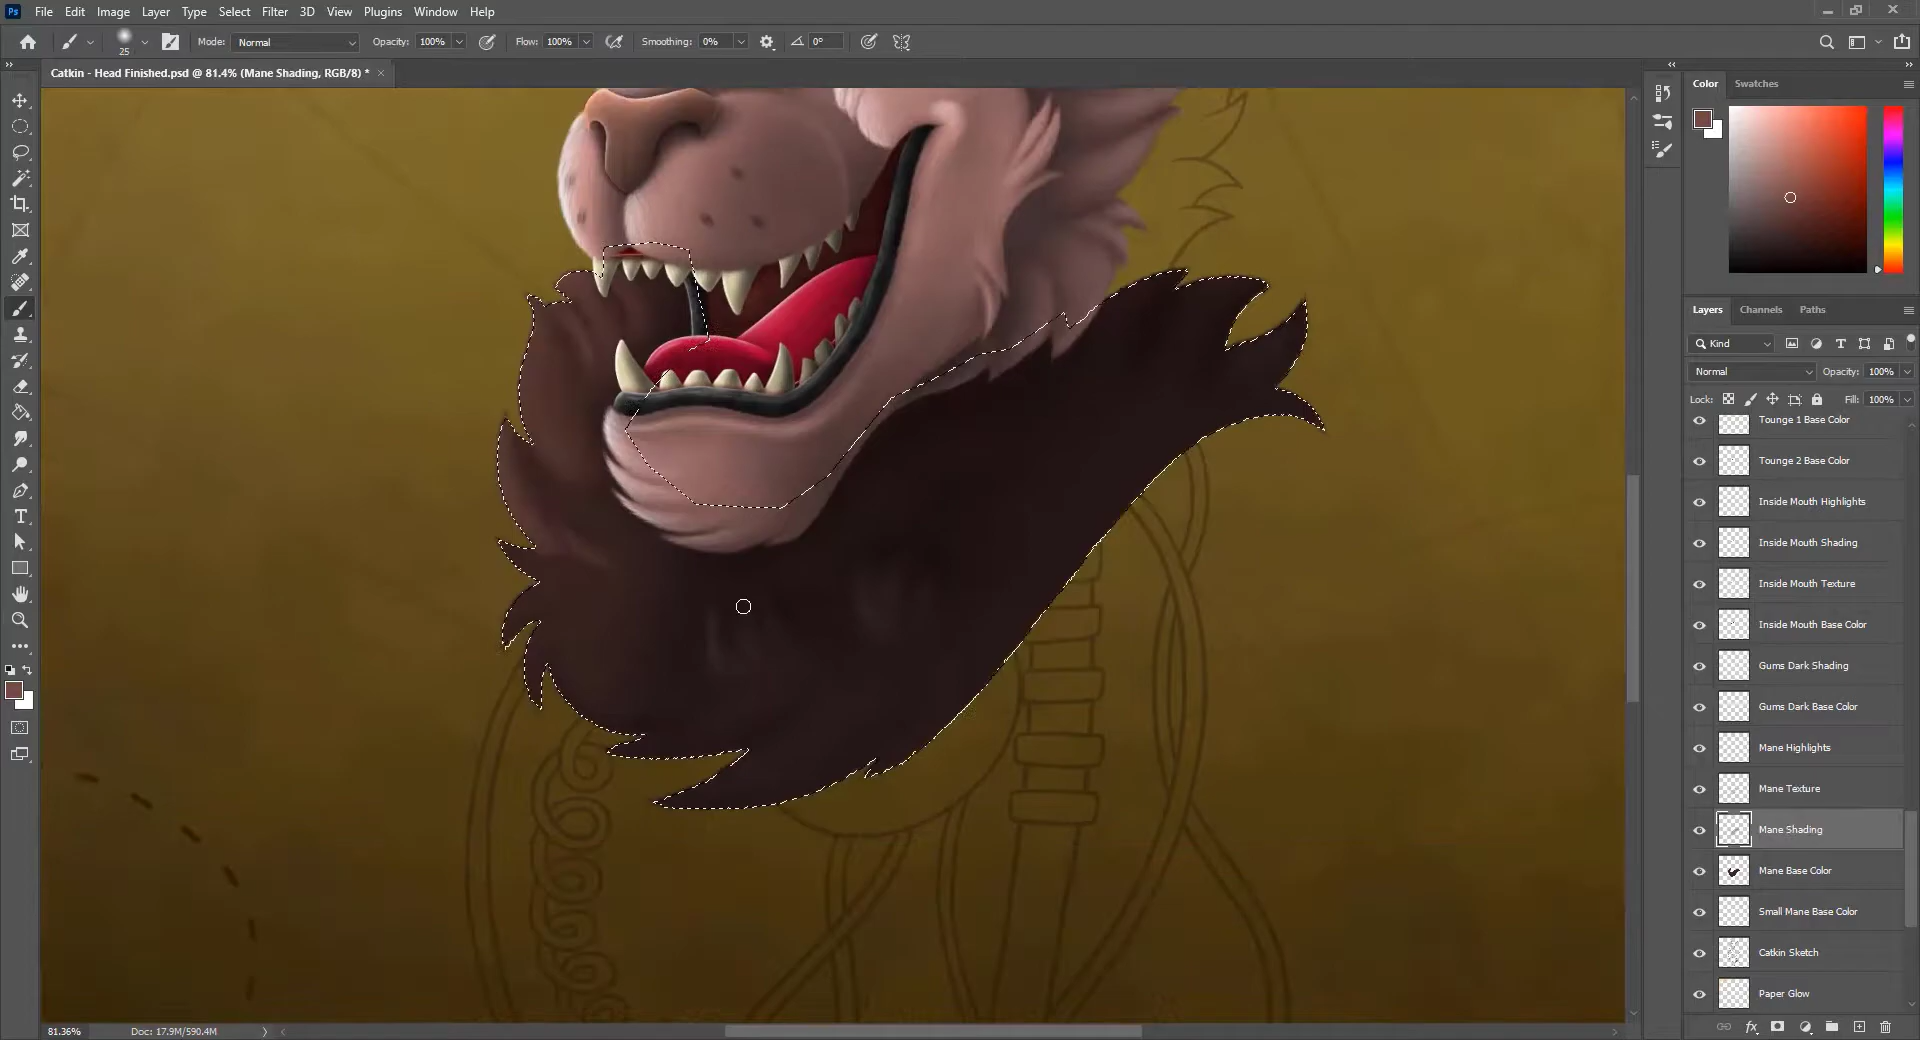 Ps File Edit Image Layer Type Select Filter 3D View Plugins Window Help
25 Mode: Normal Opacity: 100% Flow: 100% Smoothing: 0% 0°
Catkin - Head Finished.psd @ 81.4% (Mane Shading, RGB/8) *
Color Swatches
Layers Channels Paths
Kind
Normal Opacity: 100%
Lock: Fill: 100%
Tounge 1 Base Color
Tounge 2 Base Color
Inside Mouth Highlights
Inside Mouth Shading
Inside Mouth Texture
Inside Mouth Base Color
Gums Dark Shading
Gums Dark Base Color
Mane Highlights
Mane Texture
Mane Shading
Mane Base Color
Small Mane Base Color
Catkin Sketch
Paper Glow
81.36% Doc: 17.9M/590.4M